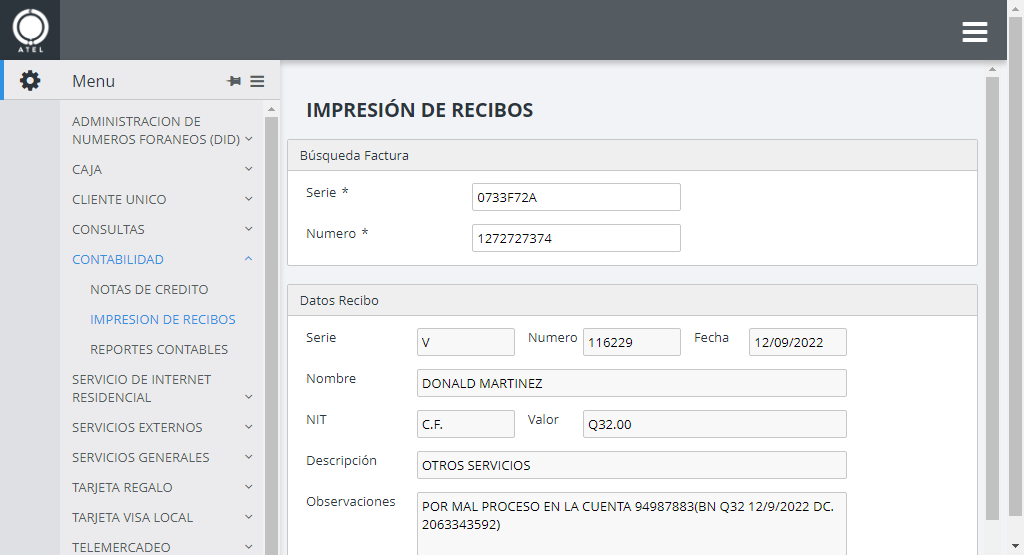 ATEL
Menu
ADMINISTRACION DE
NUMEROS FORANEOS (DID)
CAJA
CLIENTE UNICO
CONSULTAS
CONTABILIDAD
NOTAS DE CREDITO
IMPRESION DE RECIBOS
REPORTES CONTABLES
SERVICIO DE INTERNET
RESIDENCIAL
SERVICIOS EXTERNOS
SERVICIOS GENERALES
TARJETA REGALO
TARJETA VISA LOCAL
TELEMERCADEO
IMPRESIÓN DE RECIBOS
Búsqueda Factura
Serie * 0733F72A
Numero * 1272727374
Datos Recibo
Serie V Numero 116229 Fecha 12/09/2022
Nombre DONALD MARTINEZ
NIT C.F. Valor Q32.00
Descripción OTROS SERVICIOS
Observaciones POR MAL PROCESO EN LA CUENTA 94987883(BN Q32 12/9/2022 DC.
2063343592)